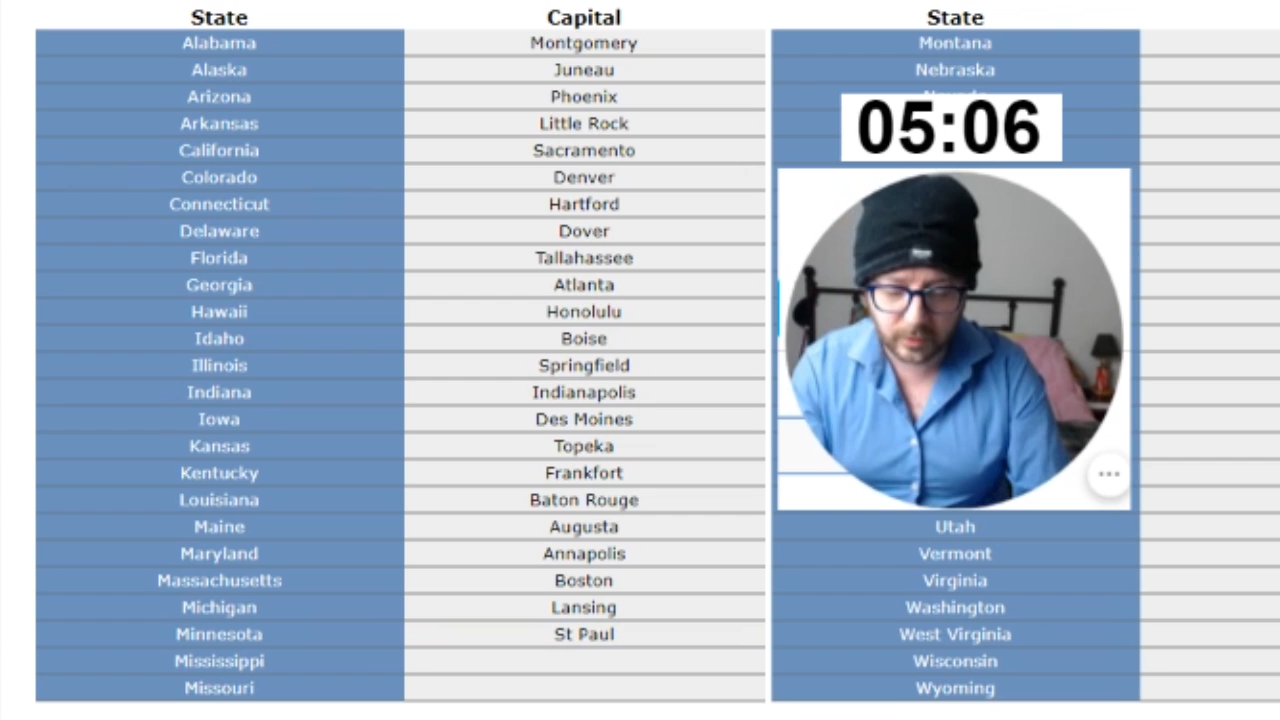 State Capital State
Alabama Montgomery Montana
Alaska Juneau Nebraska
Arizona Phoenix
Arkansas Little Rock
05:06
California Sacramento
Colorado Denver
Connecticut Hartford
Delaware Dover
Florida Tallahassee
Georgia Atlanta
Hawaii Honolulu
Idaho Boise
Illinois Springfield
Indiana Indianapolis
Iowa Des Moines
Kansas Topeka
Kentucky Frankfort
Louisiana Baton Rouge
Maine Augusta Utah
Maryland Annapolis Vermont
Massachusetts Boston Virginia
Michigan Lansing Washington
Minnesota St Paul West Virginia
Mississippi Wisconsin
Missouri Wyoming